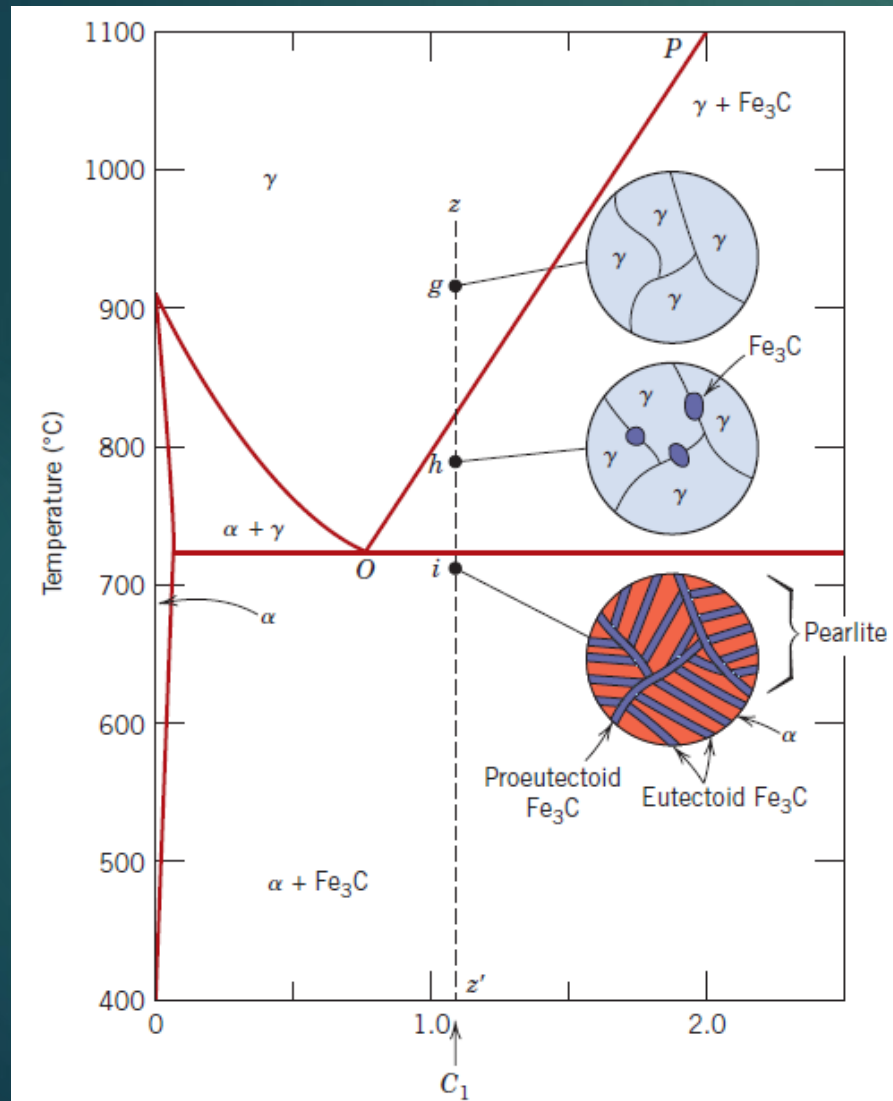 1100
P
γ + Fe₃C
1000
γ
z
γ
γ
γ
g
γ
900
Fe₃C
γ
γ
800
h
γ
γ
Temperature (°C)
α + γ
O
i
700
α
Pearlite
600
α
Proeutectoid
Fe₃C
Eutectoid Fe₃C
500
α + Fe₃C
z'
400
0
1.0
2.0
C₁